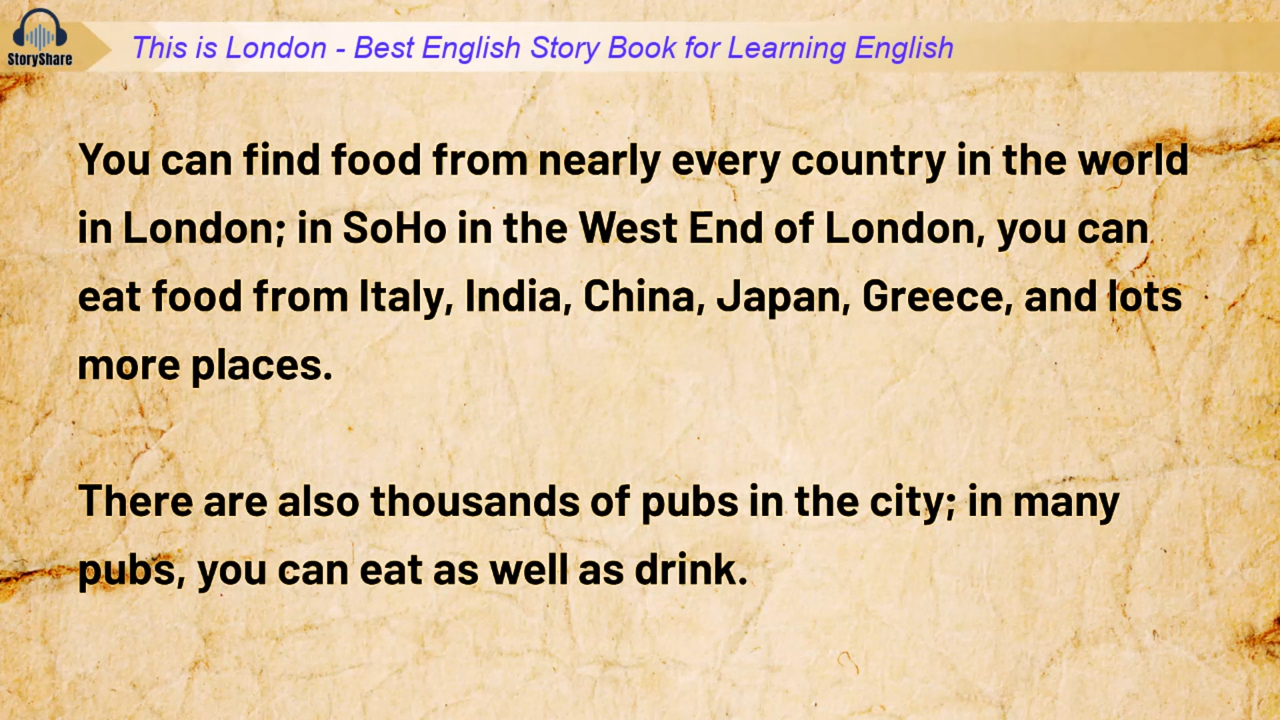 StoryShare
This is London - Best English Story Book for Learning English
You can find food from nearly every country in the world
in London; in SoHo in the West End of London, you can
eat food from Italy, India, China, Japan, Greece, and lots
more places.
There are also thousands of pubs in the city; in many
pubs, you can eat as well as drink.